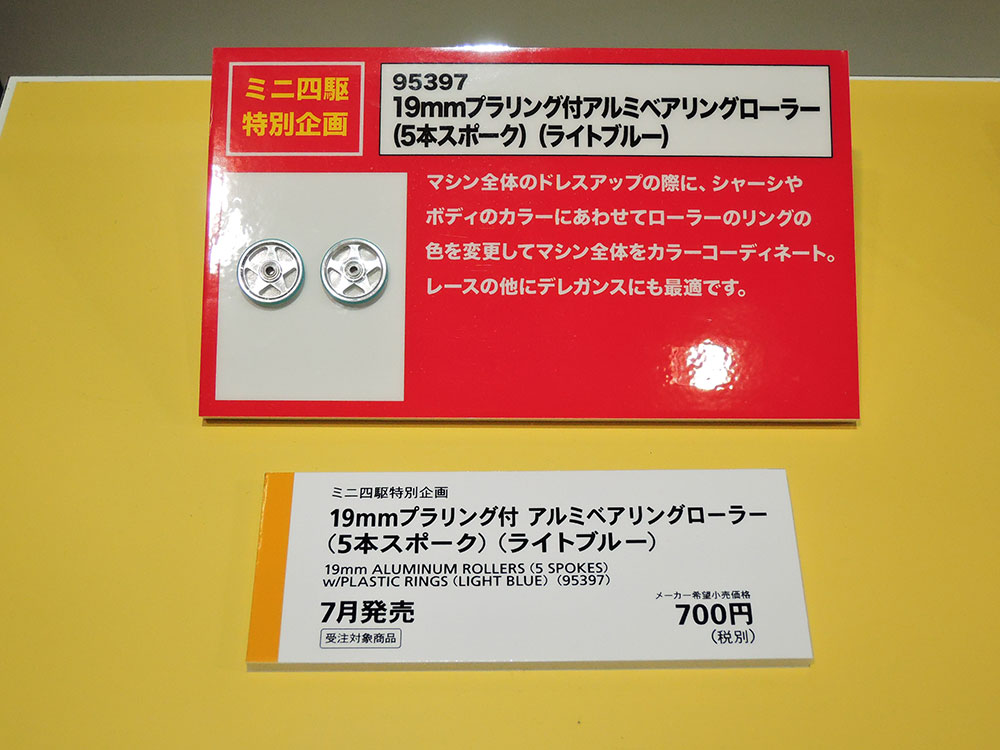 ミニ四駆
特別企画
95397
19mmプラリング付アルミベアリングローラー
(5本スポーク)(ライトブルー)
マシン全体のドレスアップの際に、シャーシや
ボディのカラーにあわせてローラーのリングの
色を変更してマシン全体をカラーコーディネート。
レースの他にデレガンスにも最適です。
ミニ四駆特別企画
19mmプラリング付 アルミベアリングローラー
(5本スポーク)(ライトブルー)
19mm ALUMINUM ROLLERS (5 SPOKES)
w/PLASTIC RINGS (LIGHT BLUE) (95397)
7月発売
受注対象商品
メーカー希望小売価格
700円
(税別)